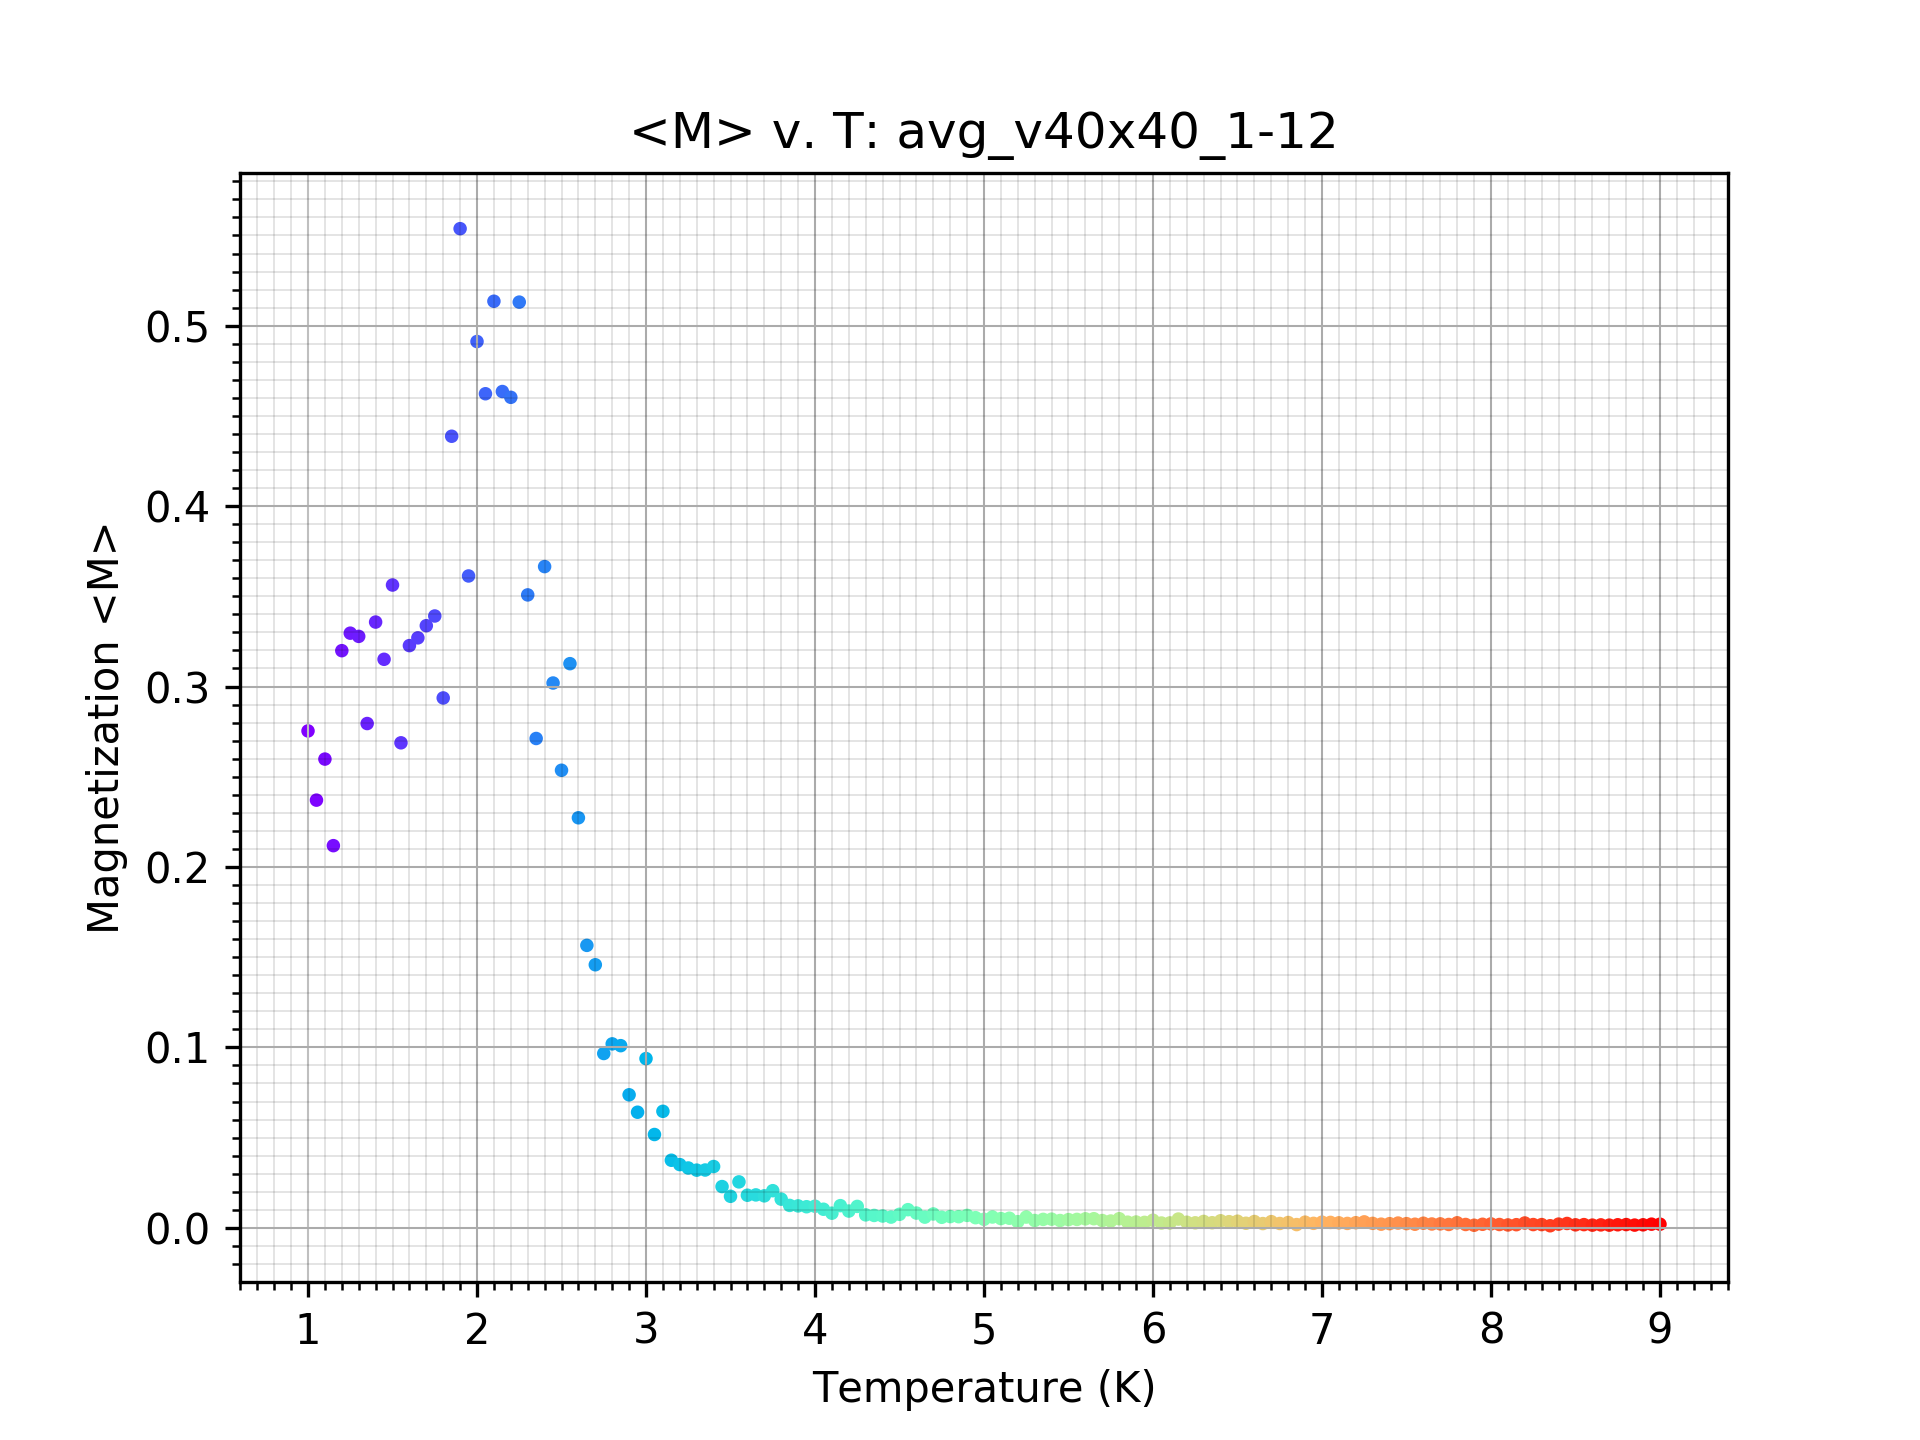 <M> v. T: avg_v40x40_1-12
Magnetization <M>
0.5
0.4
0.3
0.2
0.1
0.0
1 2 3 4 5 6 7 8 9
Temperature (K)